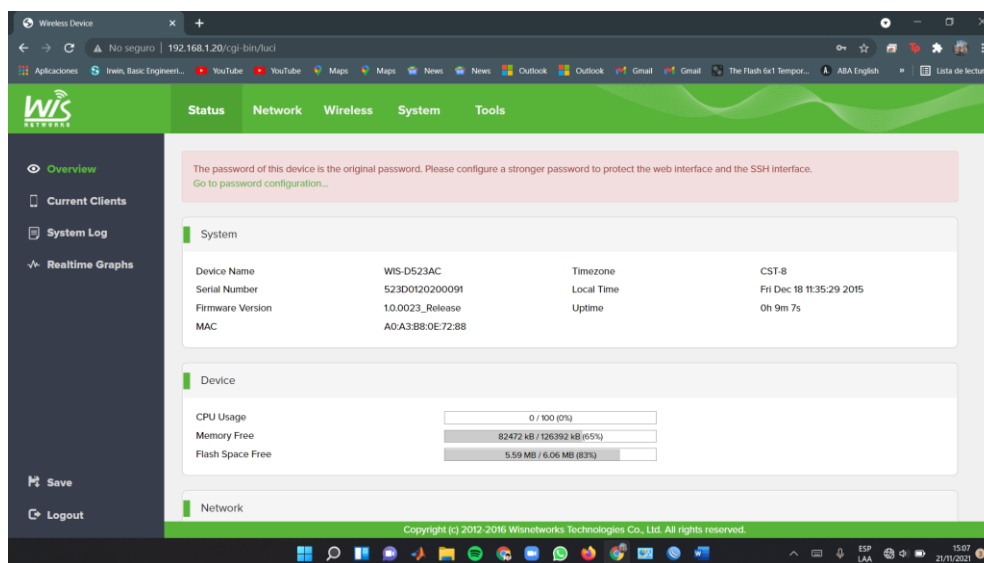 Wireless Device
No seguro | 192.168.1.20/cgi-bin/luci
Aplicaciones Irwin, Basic Engineeri... YouTube YouTube Maps Maps News News Outlook Outlook Gmail Gmail The Flash 6x1 Tempor... ABA English » Lista de lectur
WiS
NETWORKS
Status Network Wireless System Tools
Overview
Current Clients
System Log
Realtime Graphs
Save
Logout
The password of this device is the original password. Please configure a stronger password to protect the web interface and the SSH interface.
Go to password configuration...
System
Device Name WIS-D523AC Timezone CST-8
Serial Number 523D0120200091 Local Time Fri Dec 18 11:35:29 2015
Firmware Version 1.0.0023_Release Uptime 0h 9m 7s
MAC A0:A3:B8:0E:72:88
Device
CPU Usage 0 / 100 (0%)
Memory Free 82472 kB / 126392 kB (65%)
Flash Space Free 5.59 MB / 6.06 MB (83%)
Network
Copyright (c) 2012-2016 Wisnetworks Technologies Co., Ltd. All rights reserved.
ESP 15:07
LAA 21/11/2021